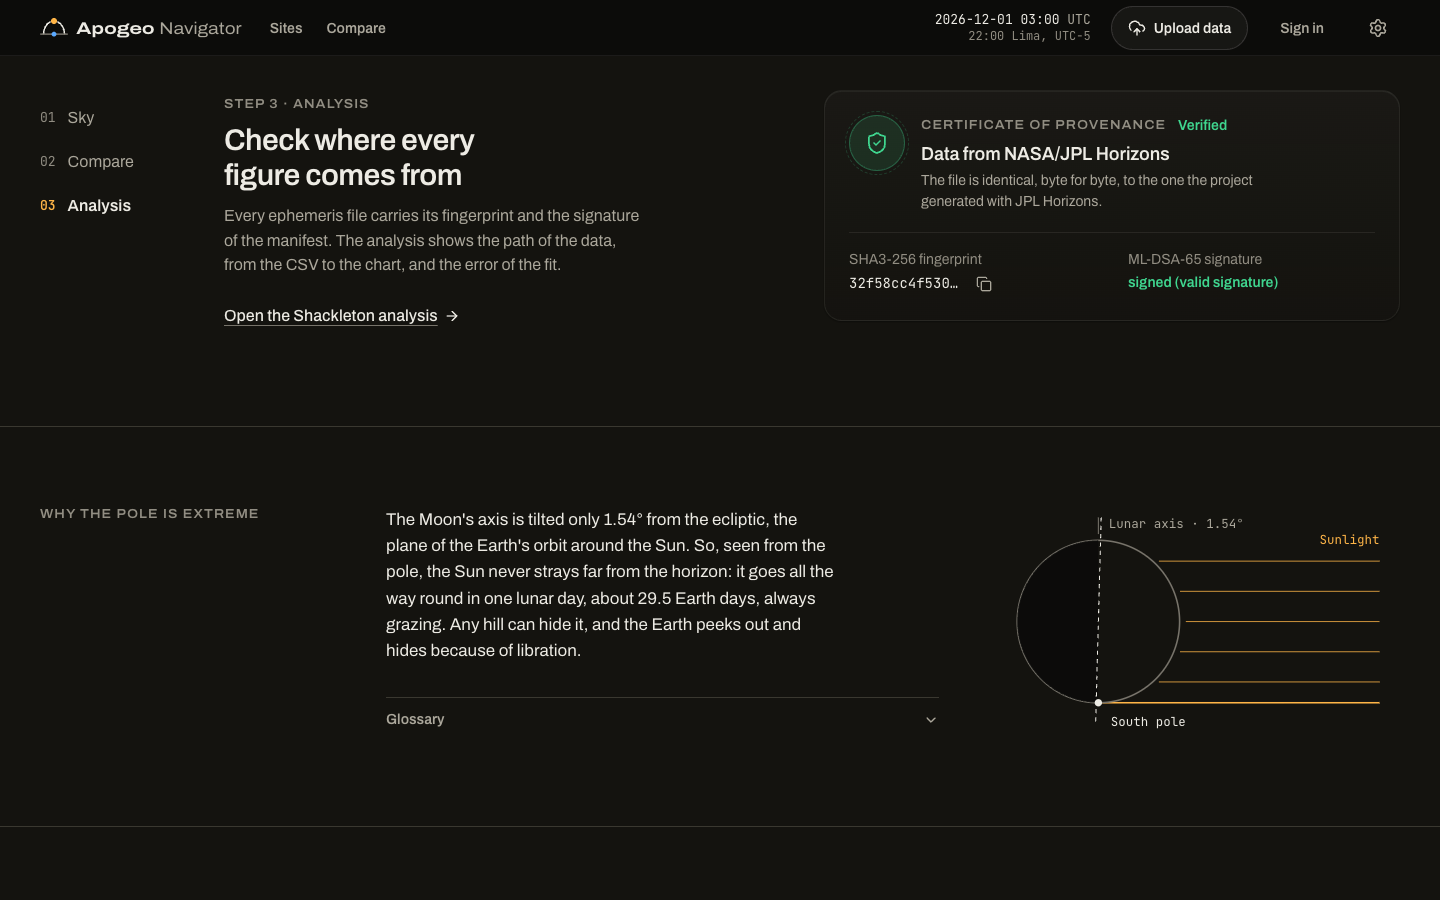 Apogeo Navigator
Sites
Compare
2026-12-01 03:00 UTC
22:00 Lima, UTC-5
Upload data
Sign in
01 Sky
02 Compare
03 Analysis
STEP 3 · ANALYSIS
Check where every
figure comes from
Every ephemeris file carries its fingerprint and the signature
of the manifest. The analysis shows the path of the data,
from the CSV to the chart, and the error of the fit.
Open the Shackleton analysis →
CERTIFICATE OF PROVENANCE Verified
Data from NASA/JPL Horizons
The file is identical, byte for byte, to the one the project
generated with JPL Horizons.
SHA3-256 fingerprint
32f58cc4f530…
ML-DSA-65 signature
signed (valid signature)
WHY THE POLE IS EXTREME
The Moon's axis is tilted only 1.54° from the ecliptic, the
plane of the Earth's orbit around the Sun. So, seen from the
pole, the Sun never strays far from the horizon: it goes all the
way round in one lunar day, about 29.5 Earth days, always
grazing. Any hill can hide it, and the Earth peeks out and
hides because of libration.
Glossary
Lunar axis · 1.54°
Sunlight
South pole